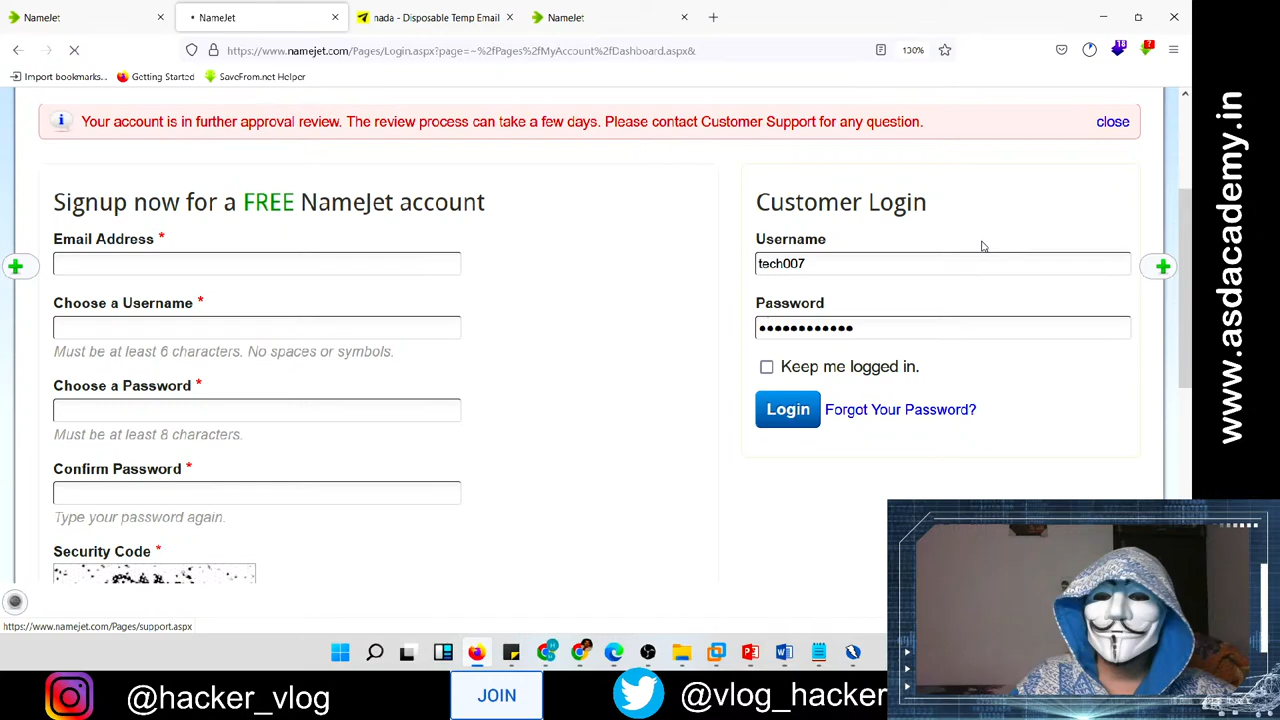 NameJet
NameJet
nada - Disposable Temp Email
NameJet
https://www.namejet.com/Pages/Login.aspx?page=~%2fPages%2fMyAccount%2fDashboard.aspx&
130%
18
?
Import bookmarks...
Getting Started
SaveFrom.net Helper
Your account is in further approval review. The review process can take a few days. Please contact Customer Support for any question.
close
Signup now for a FREE NameJet account
Email Address *
Choose a Username *
Must be at least 6 characters. No spaces or symbols.
Choose a Password *
Must be at least 8 characters.
Confirm Password *
Type your password again.
Security Code *
Customer Login
Username
tech007
Password
Keep me logged in.
Login
Forgot Your Password?
https://www.namejet.com/Pages/support.aspx
www.asdacademy.in
@hacker_vlog
JOIN
@vlog_hacker